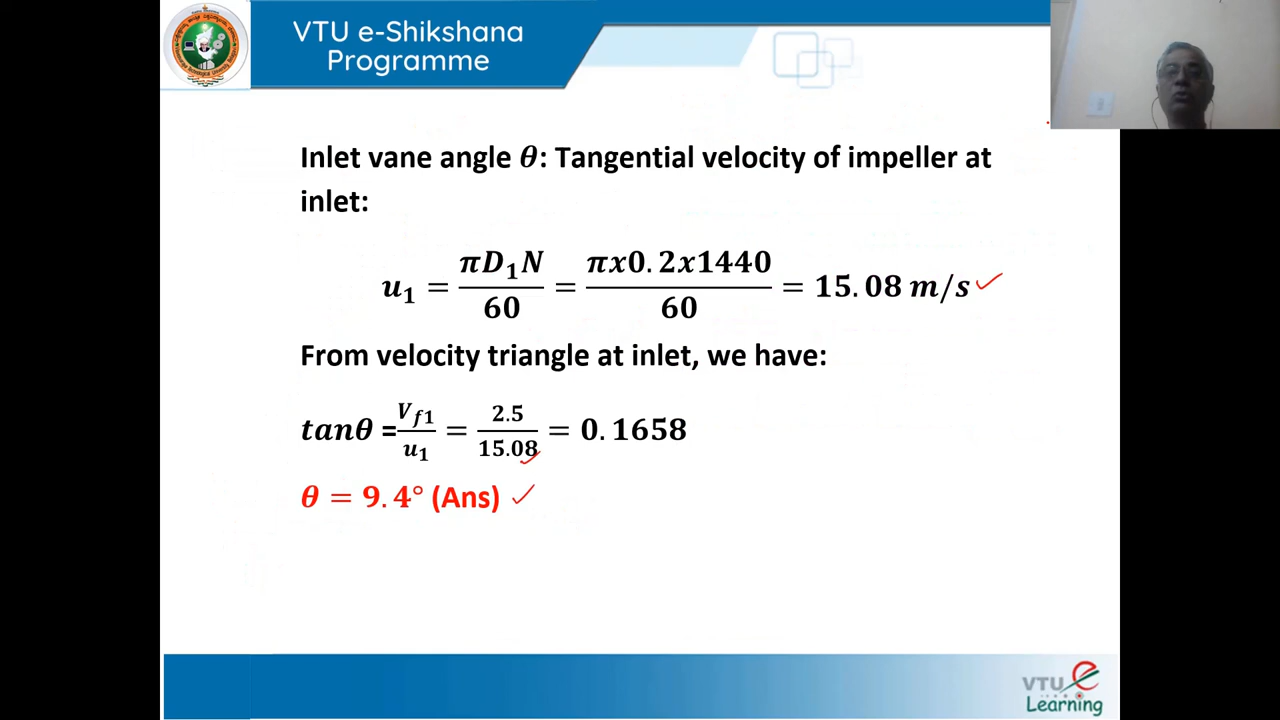 VTU e-Shikshana
Programme
Inlet vane angle θ: Tangential velocity of impeller at
inlet:
u₁ = πD₁N/60 = πx0.2x1440/60 = 15.08 m/s ✓
From velocity triangle at inlet, we have:
tanθ = V_f1/u₁ = 2.5/15.08 = 0.1658
θ = 9.4° (Ans) ✓
VTU e
Learning